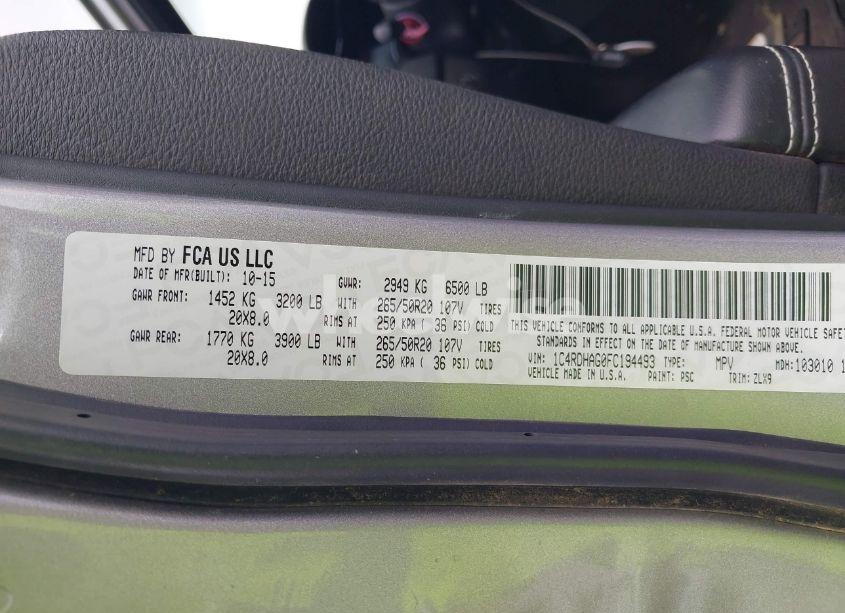 MFD BY FCA US LLC
DATE OF MFR(BUILT): 10-15 GVWR: 2949 KG 6500 LB
GAWR FRONT: 1452 KG 3200 LB WITH 265/50R20 107V TIRES
20X8.0 RIMS AT 250 KPA ( 36 PSI) COLD
GAWR REAR: 1770 KG 3900 LB WITH 265/50R20 107V TIRES
20X8.0 RIMS AT 250 KPA ( 36 PSI) COLD
THIS VEHICLE CONFORMS TO ALL APPLICABLE U.S.A. FEDERAL MOTOR VEHICLE SAFET
STANDARDS IN EFFECT ON THE DATE OF MANUFACTURE SHOWN ABOVE.
VIN: 1C4RDHAG0FC194493 TYPE: MPV MDH: 103010 1
VEHICLE MADE IN U.S.A. PAINT: PSC TRIM: ZLX9